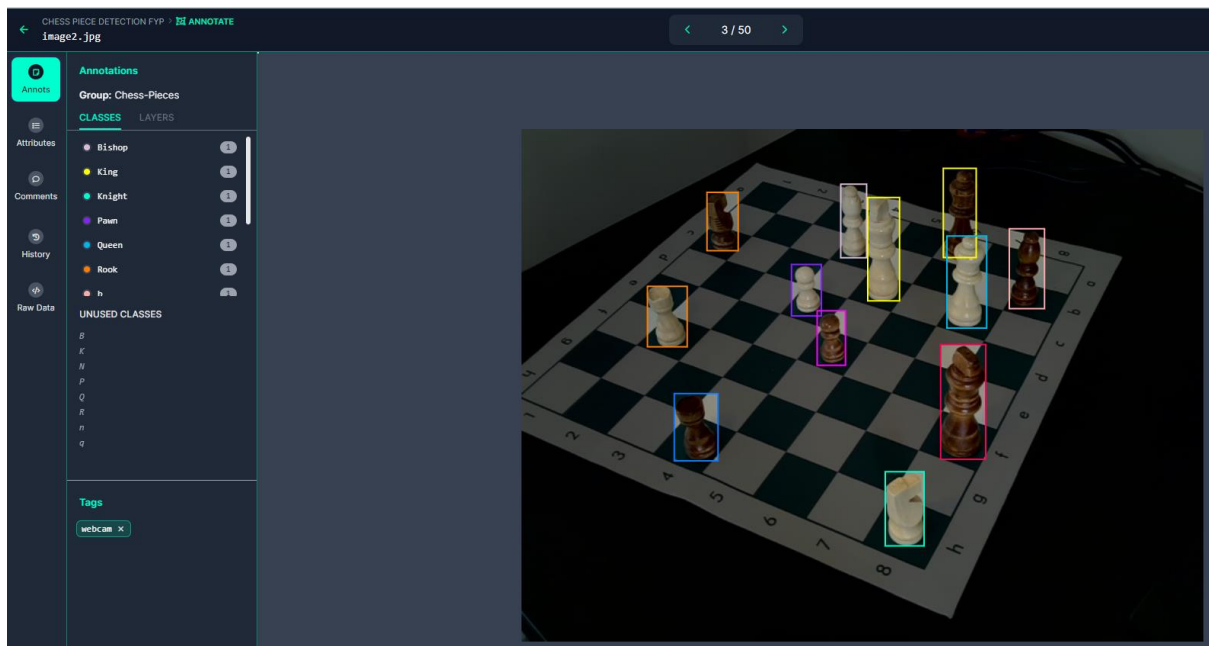 CHESS PIECE DETECTION FYP > ANNOTATE
image2.jpg
3 / 50
Annots
Attributes
Comments
History
Raw Data
Annotations
Group: Chess-Pieces
CLASSES LAYERS
Bishop 1
King 1
Knight 1
Pawn 1
Queen 1
Rook 1
b 1
UNUSED CLASSES
B
K
N
P
Q
R
n
q
Tags
webcam ×
1
2
3
4
5
6
7
8
a
b
c
d
e
f
g
h